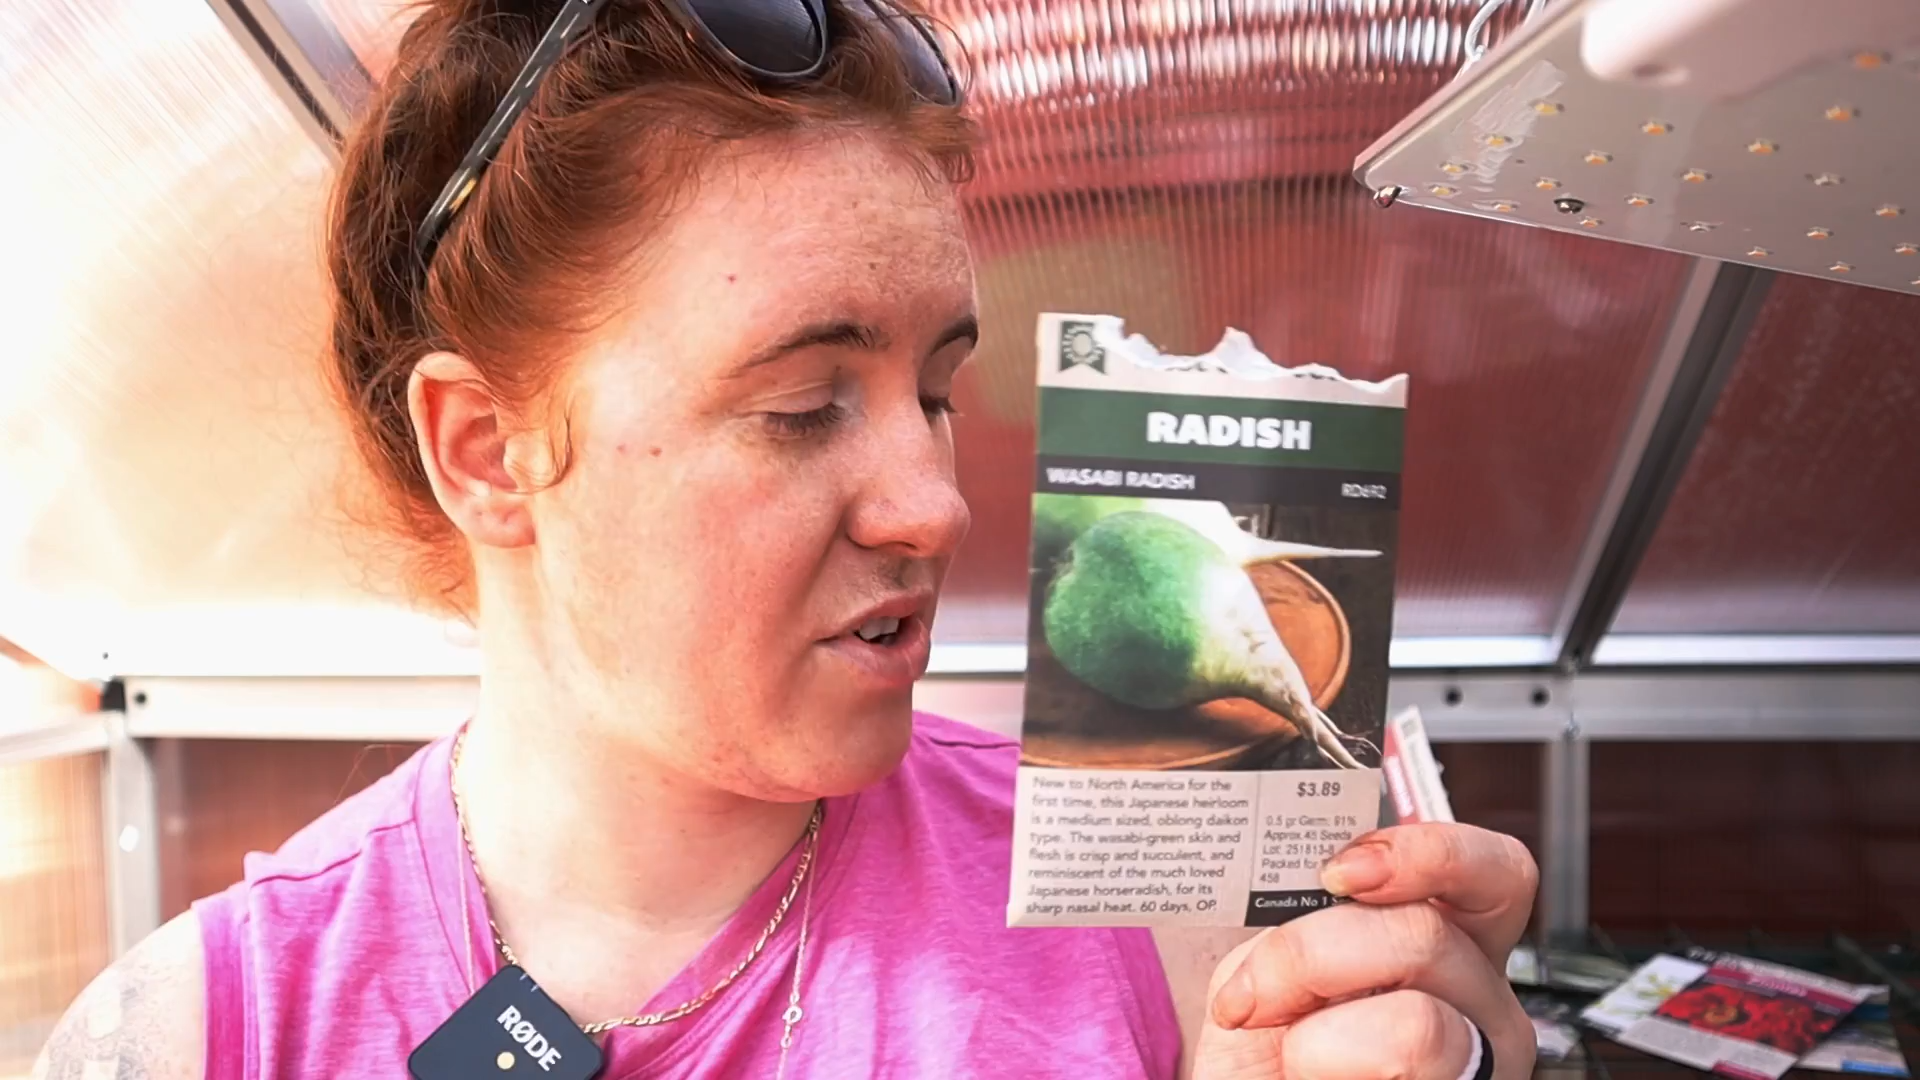 RADISH
WASABI RADISH
RD692
New to North America for the
first time, this Japanese heirloom
is a medium sized, oblong daikon
type. The wasabi-green skin and
flesh is crisp and succulent, and
reminiscent of the much loved
Japanese horseradish, for its
sharp nasal heat. 60 days, OP.
$3.89
0.5 gr Germ: 91%
Approx. 45 Seeds
Lot: 251813-8
Packed for
458
Canada No 1
RØDE